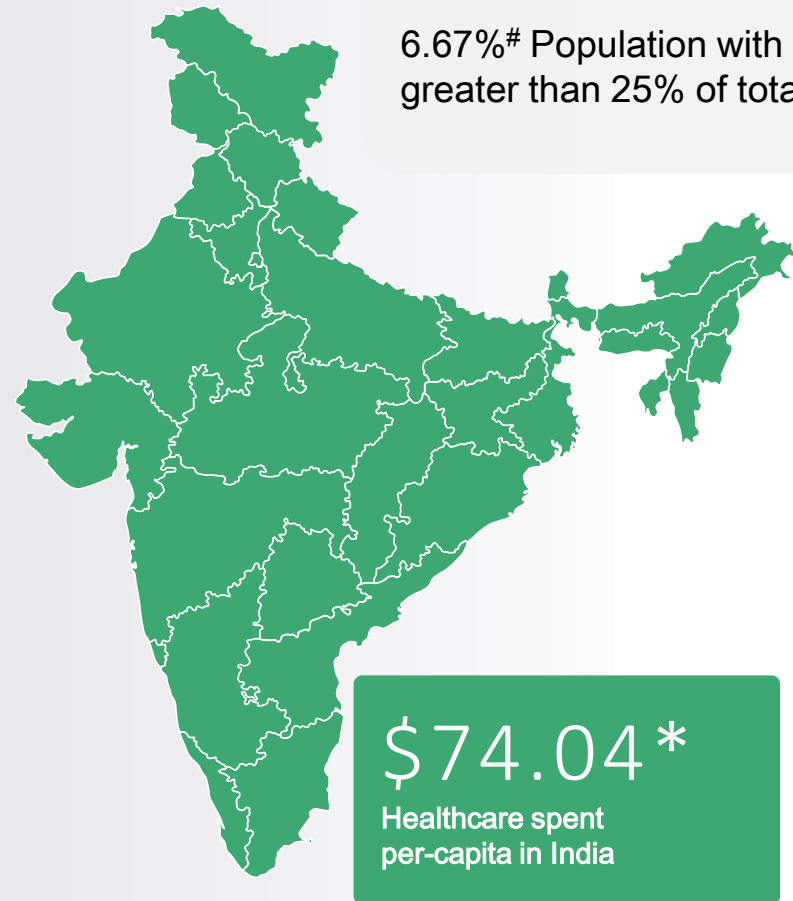 6.67%# Population with
greater than 25% of tota
$74.04*
Healthcare spent
per-capita in India